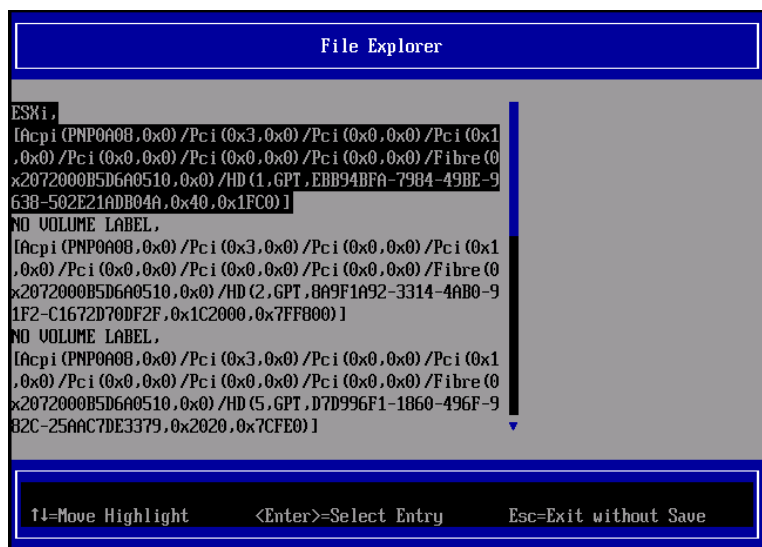 File Explorer
ESXi,
[Acpi(PNP0A08,0x0)/Pci(0x3,0x0)/Pci(0x0,0x0)/Pci(0x1
,0x0)/Pci(0x0,0x0)/Pci(0x0,0x0)/Pci(0x0,0x0)/Fibre(0
x2072000B5D6A0510,0x0)/HD(1,GPT,EBB94BFA-7984-49BE-9
638-502E21ADB04A,0x40,0x1FC0)]
NO VOLUME LABEL,
[Acpi(PNP0A08,0x0)/Pci(0x3,0x0)/Pci(0x0,0x0)/Pci(0x1
,0x0)/Pci(0x0,0x0)/Pci(0x0,0x0)/Pci(0x0,0x0)/Fibre(0
x2072000B5D6A0510,0x0)/HD(2,GPT,8A9F1A92-3314-4AB0-9
1F2-C1672D70DF2F,0x1C2000,0x7FF800)]
NO VOLUME LABEL,
[Acpi(PNP0A08,0x0)/Pci(0x3,0x0)/Pci(0x0,0x0)/Pci(0x1
,0x0)/Pci(0x0,0x0)/Pci(0x0,0x0)/Pci(0x0,0x0)/Fibre(0
x2072000B5D6A0510,0x0)/HD(5,GPT,D7D996F1-1860-496F-9
82C-25AAC7DE3379,0x2020,0x7CFE0)]
↑↓=Move Highlight <Enter>=Select Entry Esc=Exit without Save